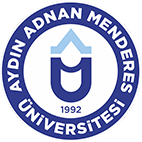 AYDIN ADNAN MENDERES
1992
ÜNİVERSİTESİ